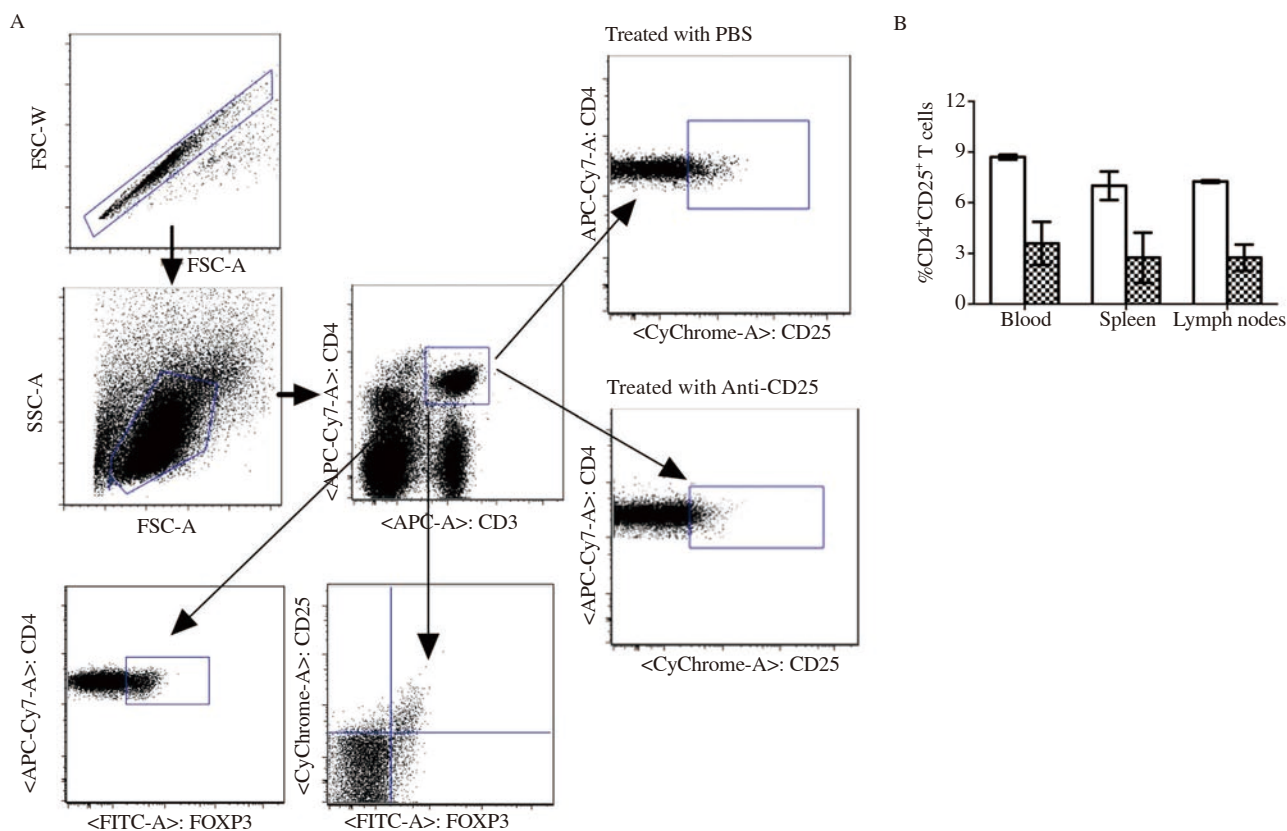 A
FSC-W
FSC-A
SSC-A
FSC-A
<APC-Cy7-A>: CD4
<APC-A>: CD3
Treated with PBS
APC-Cy7-A: CD4
<CyChrome-A>: CD25
Treated with Anti-CD25
<APC-Cy7-A>: CD4
<CyChrome-A>: CD25
<APC-Cy7-A>: CD4
<FITC-A>: FOXP3
<CyChrome-A>: CD25
<FITC-A>: FOXP3
B
%CD4⁺CD25⁺ T cells
12
9
6
3
0
Blood Spleen Lymph nodes